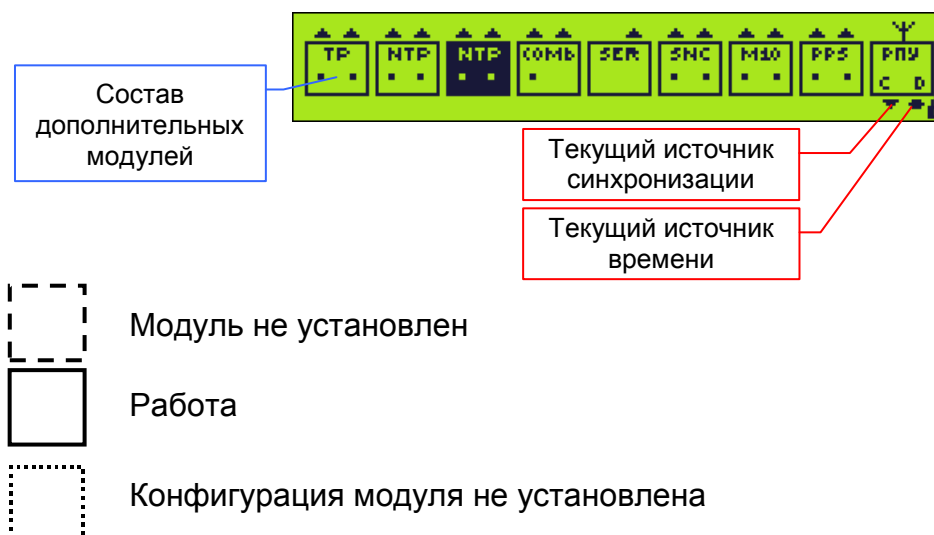 TP NTP NTP COMB SER SNC M10 PPS РПУ
C D
Состав
дополнительных
модулей
Текущий источник
синхронизации
Текущий источник
времени
Модуль не установлен
Работа
Конфигурация модуля не установлена